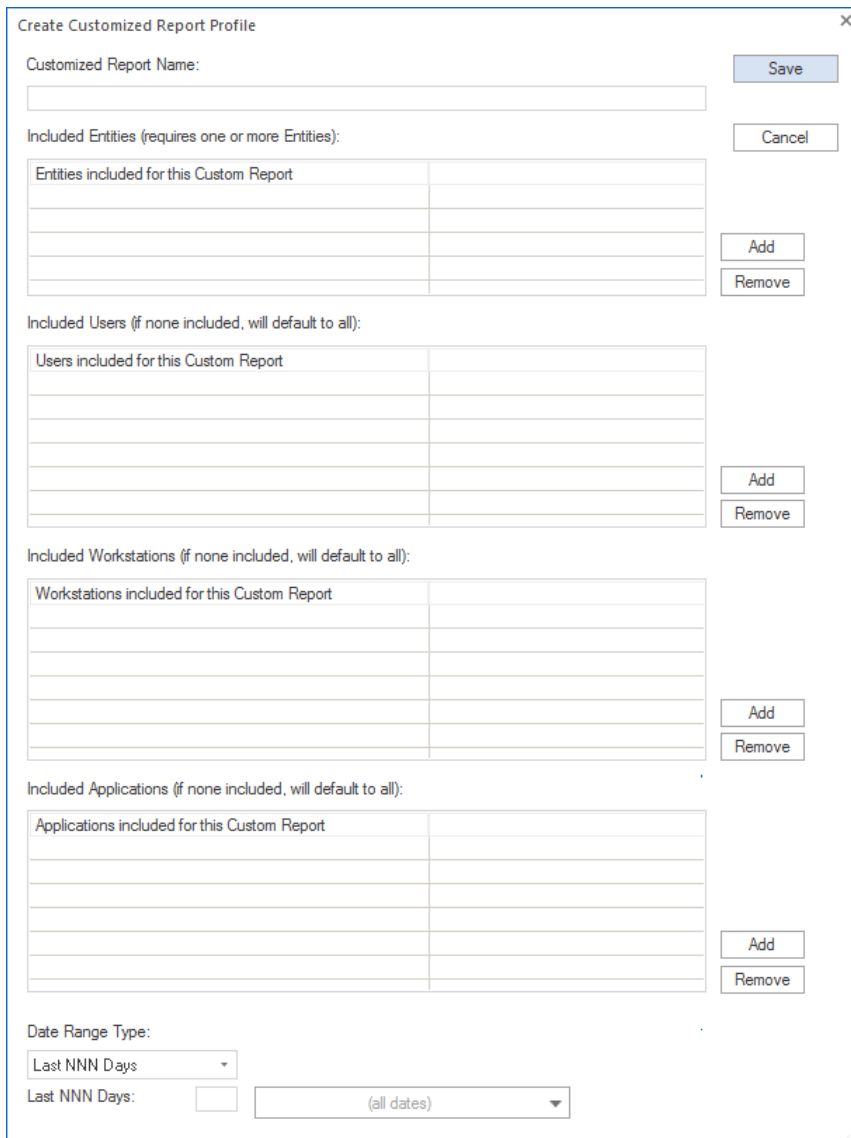 Create Customized Report Profile
Customized Report Name:
Save
Included Entities (requires one or more Entities):
Cancel
Entities included for this Custom Report
Add
Remove
Included Users (if none included, will default to all):
Users included for this Custom Report
Add
Remove
Included Workstations (if none included, will default to all):
Workstations included for this Custom Report
Add
Remove
Included Applications (if none included, will default to all):
Applications included for this Custom Report
Add
Remove
Date Range Type:
Last NNN Days
Last NNN Days:
(all dates)